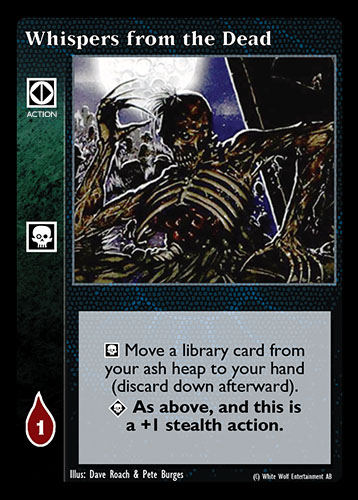 Whispers from the Dead
ACTION
Move a library card from
your ash heap to your hand
(discard down afterward).
As above, and this is
a +1 stealth action.
1
Illus: Dave Roach & Pete Burges
(C) White Wolf Entertainment AB